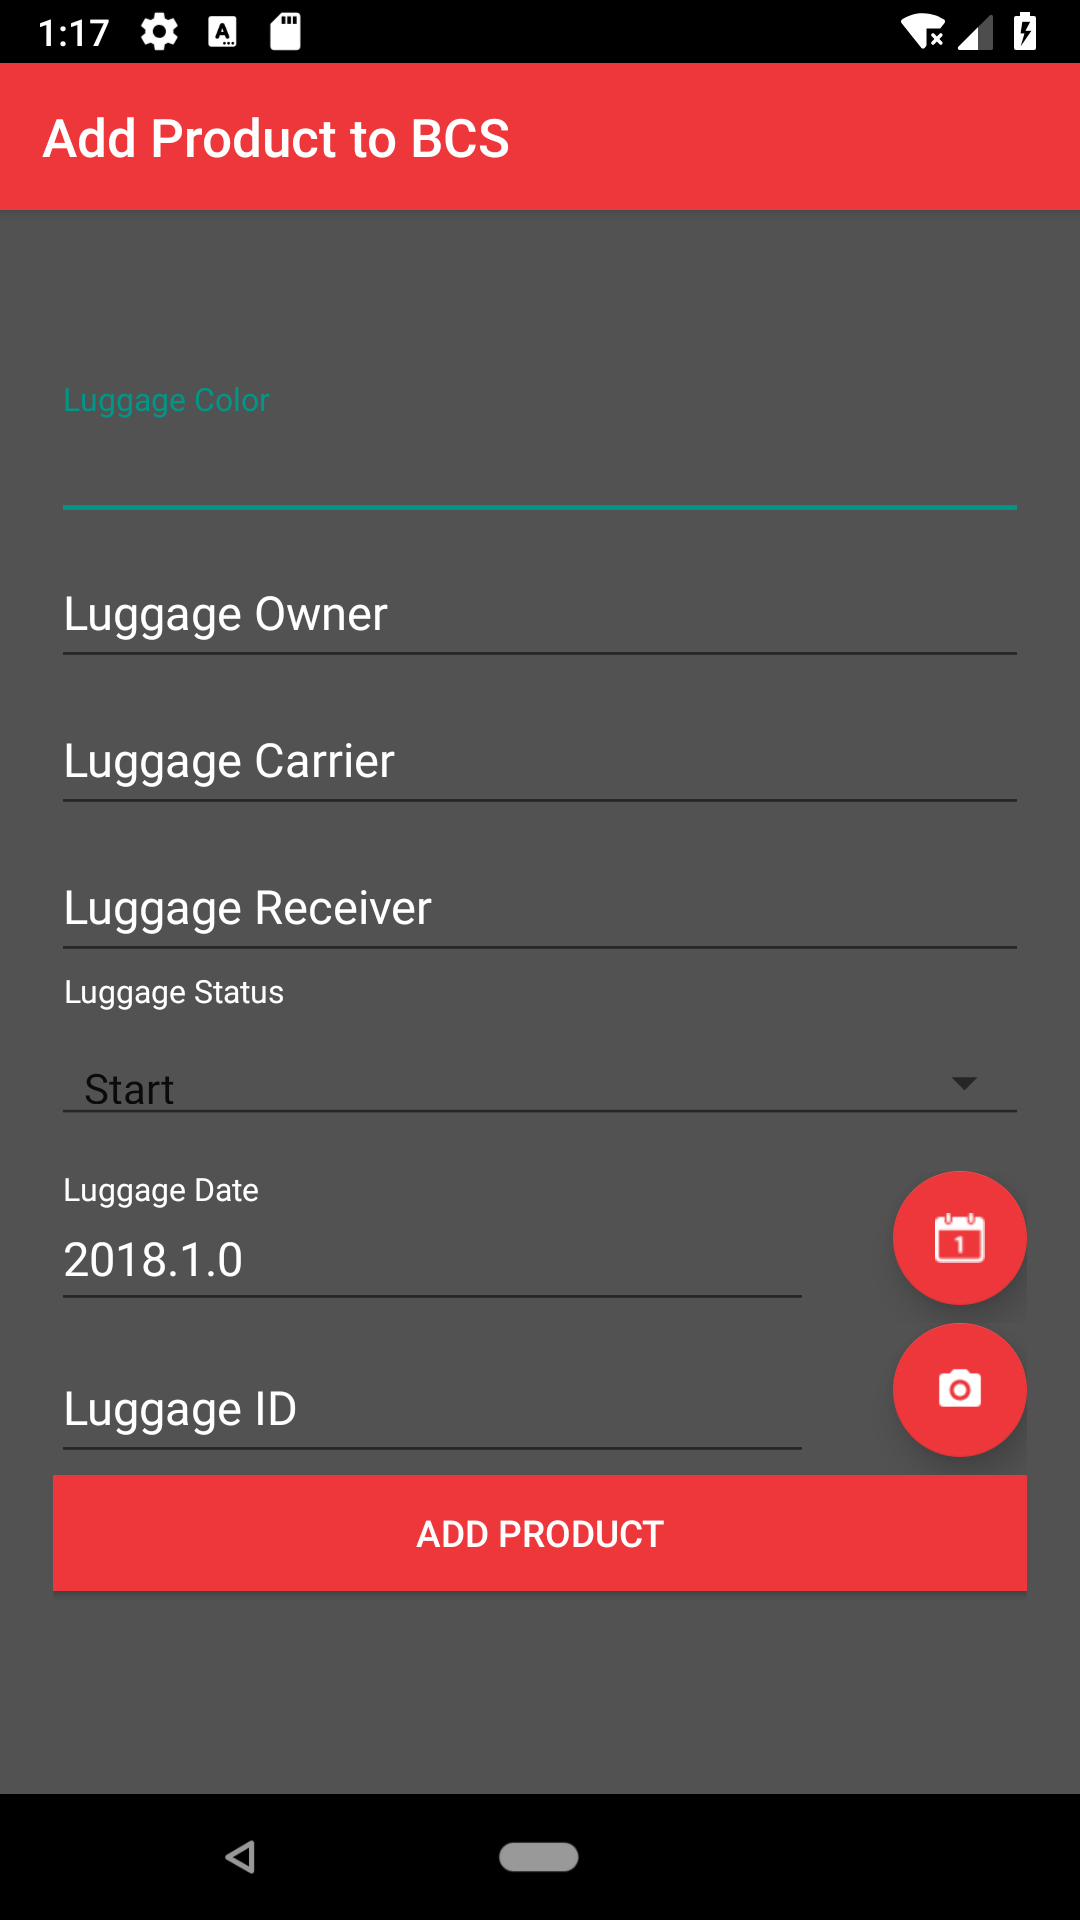 1:17
Add Product to BCS
Luggage Color
Luggage Owner
Luggage Carrier
Luggage Receiver
Luggage Status
Start
Luggage Date
2018.1.0
1
Luggage ID
ADD PRODUCT